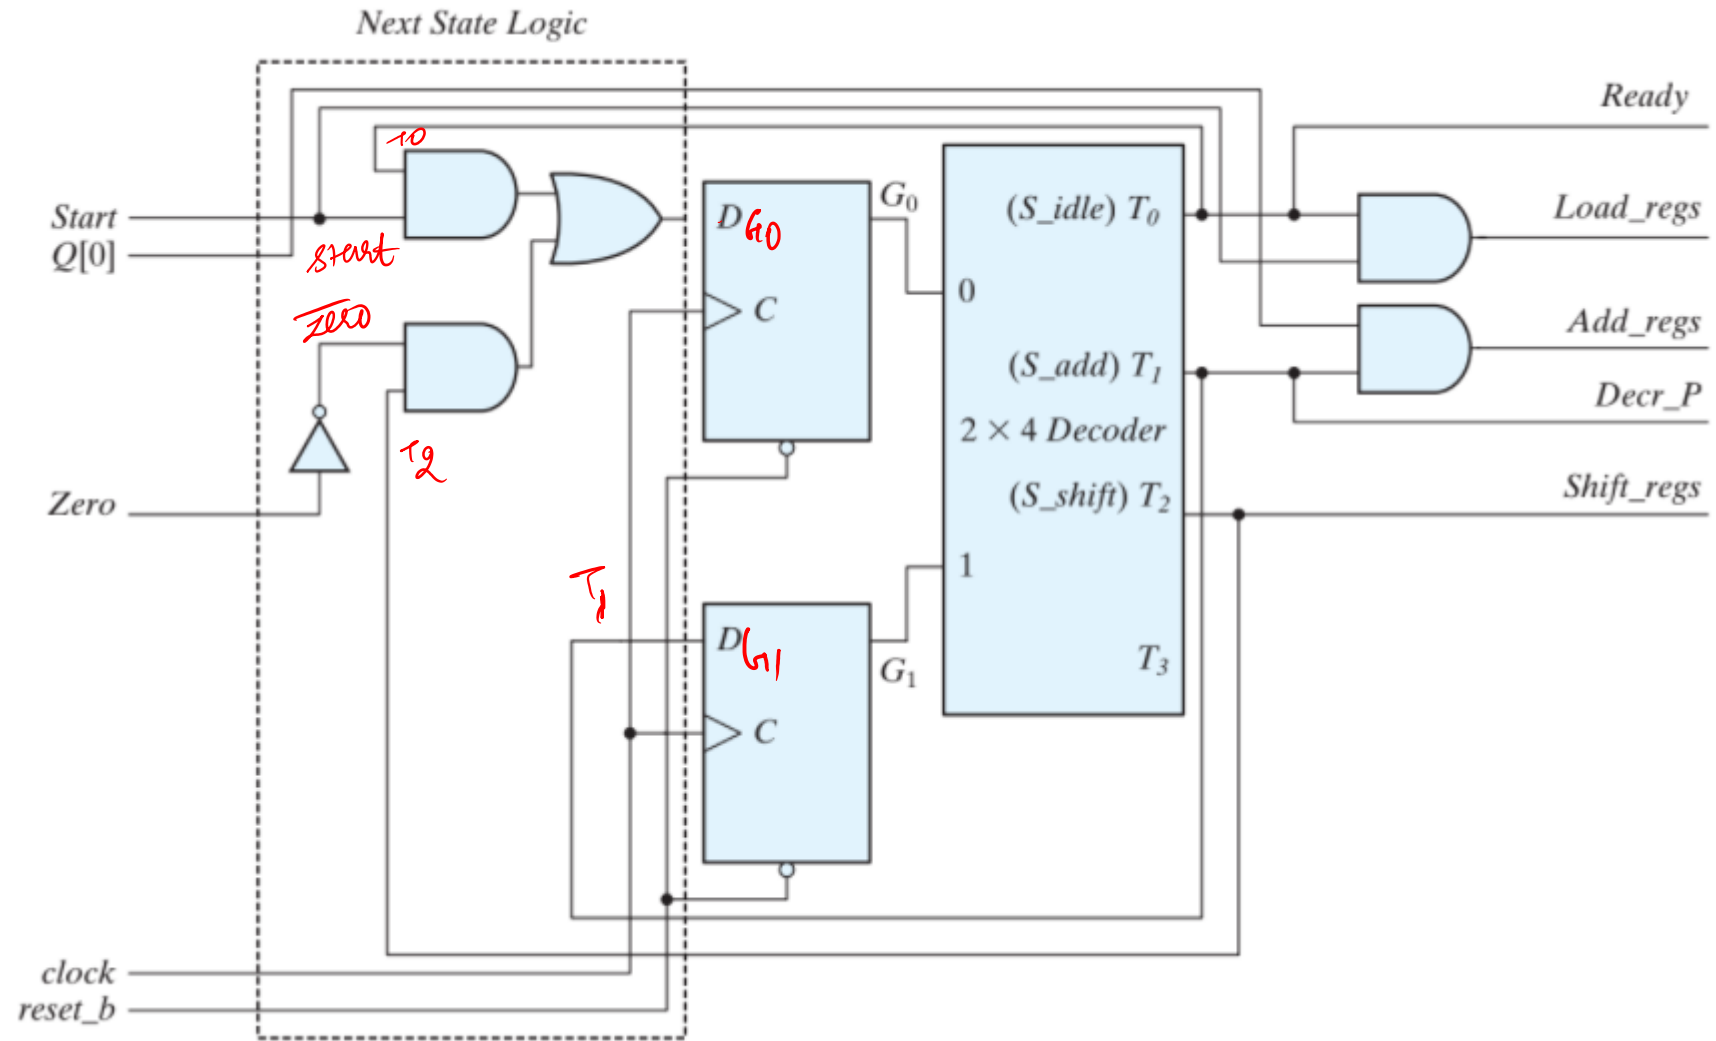 Next State Logic
Ready
T0
(S_idle) T0
Load_regs
Start
Q[0]
start
D G0
G0
C
0
Zero
(S_add) T1
Add_regs
Decr_P
2 × 4 Decoder
T2
(S_shift) T2
Shift_regs
Zero
1
T1
D G1
G1
T3
C
clock
reset_b